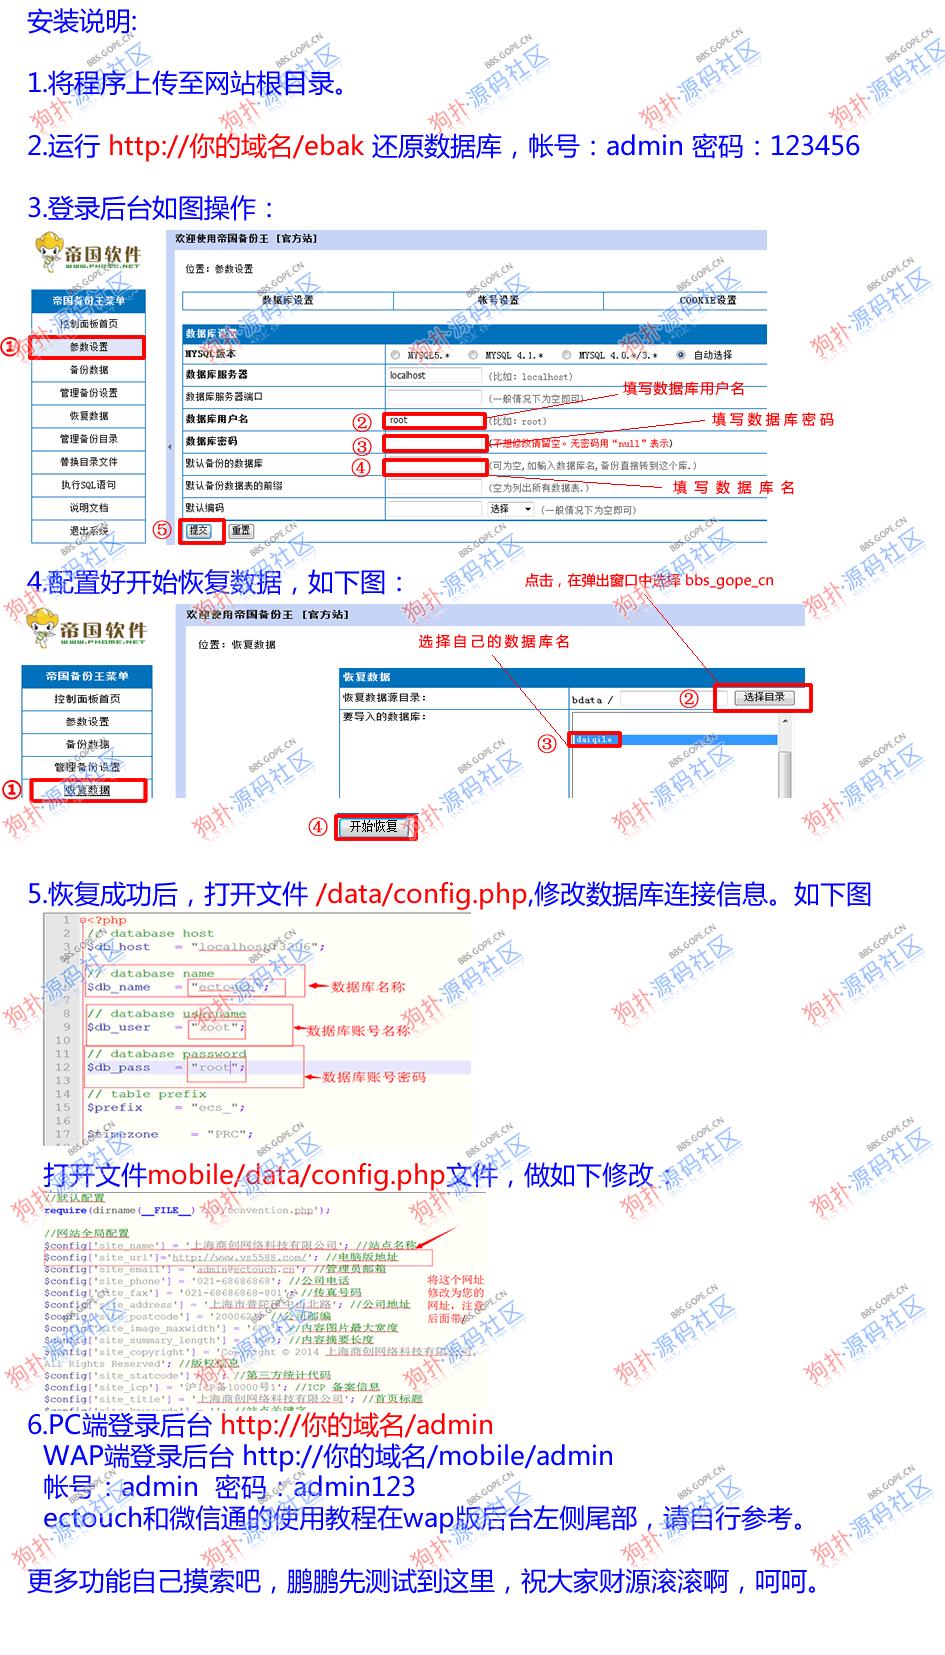 安装说明:
1.将程序上传至网站根目录。
2.运行 http://你的域名/ebak 还原数据库，帐号：admin 密码：123456
3.登录后台如图操作：
帝国软件
WWW.PHOME.NET
欢迎使用帝国备份王 [官方站]
位置：参数设置
帝国备份王菜单
控制面板首页
① 参数设置
备份数据
管理备份设置
恢复数据
管理备份目录
替换目录文件
执行SQL语句
说明文档
退出系统
数据库设置 帐号设置 COOKIE设置
数据库设置
MYSQL版本 MYSQL5.* MYSQL 4.1.* MYSQL 4.0.*/3.* 自动选择
数据库服务器 localhost (比如：localhost)
数据库服务器端口 (一般情况下为空即可)
填写数据库用户名
数据库用户名 ② root (比如：root)
填写数据库密码
数据库密码 ③ (不想修改请留空。无密码用“null”表示)
默认备份的数据库 ④ (可为空,如输入数据库名,备份直接转到这个库.)
默认备份数据表的前缀 (空为列出所有数据表.)
填写数据库名
默认编码 选择 (一般情况下为空即可)
⑤ 提交 重置
4.配置好开始恢复数据，如下图：
点击，在弹出窗口中选择 bbs_gope_cn
帝国软件
WWW.PHOME.NET
欢迎使用帝国备份王 [官方站]
位置：恢复数据
选择自己的数据库名
帝国备份王菜单
控制面板首页
参数设置
备份数据
管理备份设置
① 恢复数据
恢复数据
恢复数据源目录： bdata / ② 选择目录
要导入的数据库：
③ daiqile
④ 开始恢复
5.恢复成功后，打开文件 /data/config.php,修改数据库连接信息。如下图
1 <?php
2 // database host
3 $db_host = "localhost:3306";
// database name
$db_name = "ectouch"; 数据库名称
7
8 // database username
9 $db_user = "root"; 数据库账号名称
10
11 // database password
12 $db_pass = "root"; 数据库账号密码
13
14 // table prefix
15 $prefix = "ecs_";
16
17 $timezone = "PRC";
打开文件mobile/data/config.php文件，做如下修改：
//默认配置
require(dirname(__FILE__) . '/convention.php');
//网站全局配置
$config['site_name'] = '上海商创网络科技有限公司'; //站点名称
$config['site_url']='http://www.vs5588.com/'; //电脑版地址
$config['site_email'] = 'admin@ectouch.cn'; //管理员邮箱
$config['site_phone'] = '021-68686868'; //公司电话
$config['site_fax'] = '021-68686868-801'; //传真号码
$config['site_address'] = '上海市普陀区中山北路'; //公司地址
$config['site_postcode'] = '200062'; //公司邮编
$config['site_image_maxwidth'] = //内容图片最大宽度
$config['site_summary_length'] = //内容摘要长度
$config['site_copyright'] = 'Copyright © 2014 上海商创网络科技有限公司,
All Rights Reserved'; //版权信息
$config['site_statcode'] = ''; //第三方统计代码
$config['site_icp'] = '沪ICP备10000号1'; //ICP 备案信息
$config['site_title'] = '上海商创网络科技有限公司'; //首页标题
将这个网址
修改为您的
网址，注意
后面带/
6.PC端登录后台 http://你的域名/admin
WAP端登录后台 http://你的域名/mobile/admin
帐号：admin 密码：admin123
ectouch和微信通的使用教程在wap版后台左侧尾部，请自行参考。
更多功能自己摸索吧，鹏鹏先测试到这里，祝大家财源滚滚啊，呵呵。
狗扑·源码社区
BBS.GOPE.CN